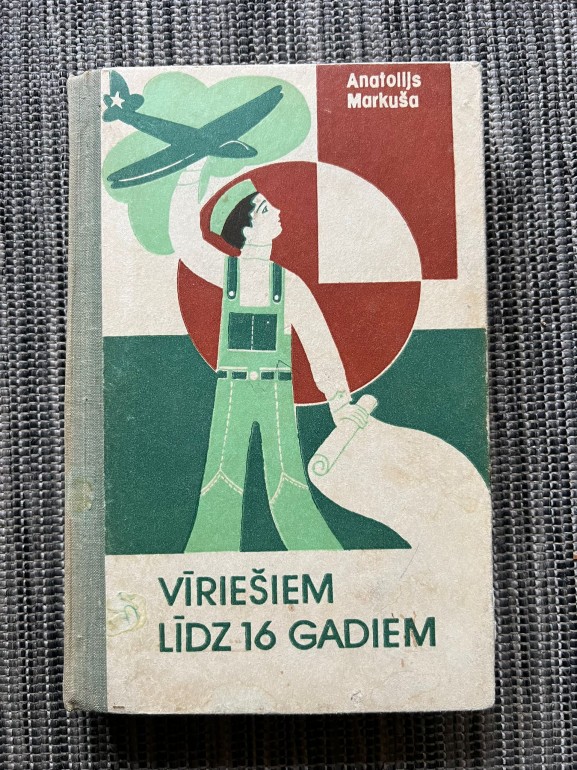 Anatolijs
Markuša
VĪRIEŠIEM
LĪDZ 16 GADIEM